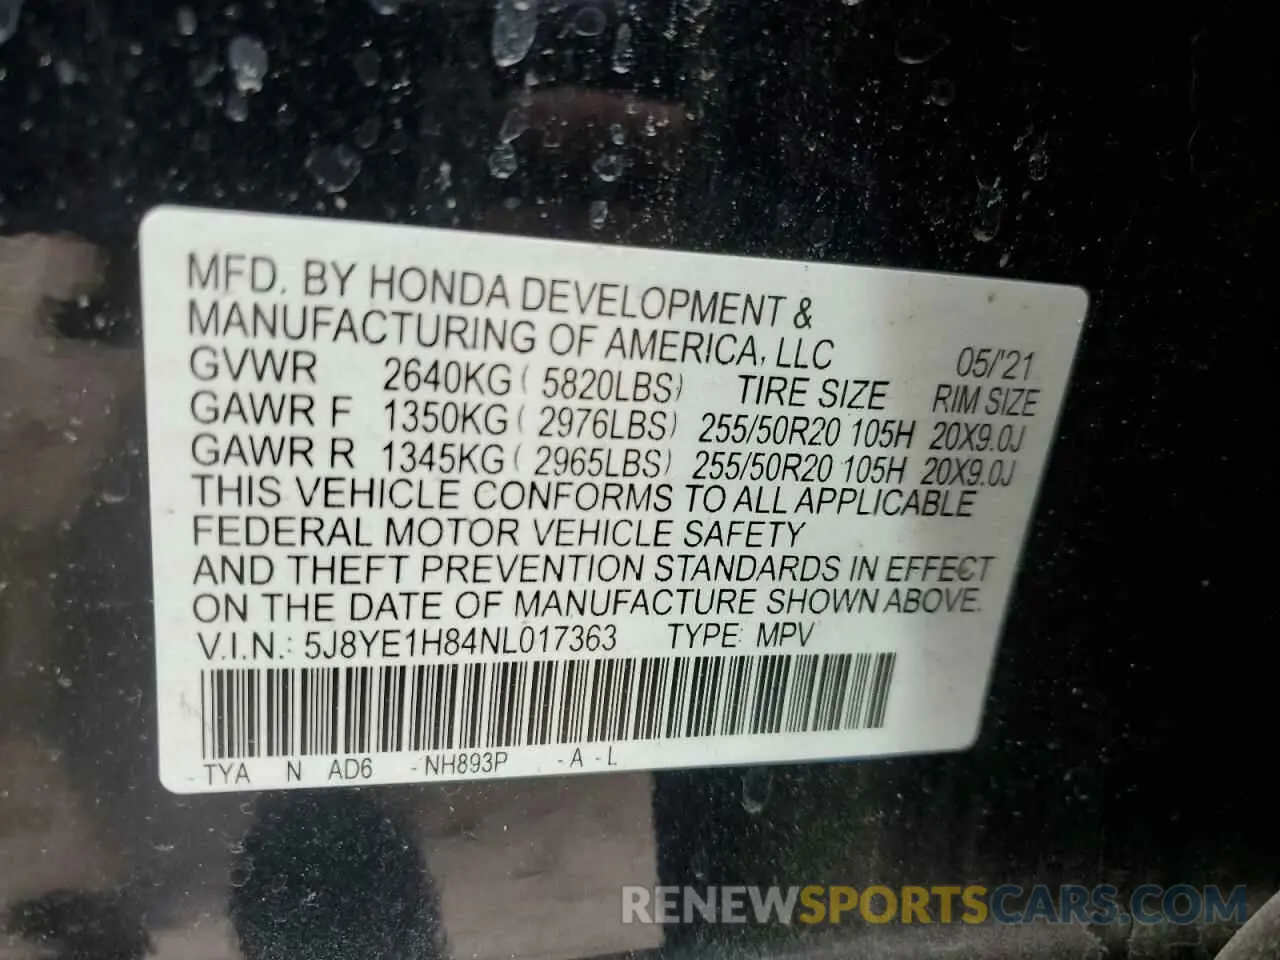 MFD. BY HONDA DEVELOPMENT &
MANUFACTURING OF AMERICA, LLC 05/'21
GVWR 2640KG ( 5820LBS) TIRE SIZE RIM SIZE
GAWR F 1350KG ( 2976LBS) 255/50R20 105H 20X9.0J
GAWR R 1345KG ( 2965LBS) 255/50R20 105H 20X9.0J
THIS VEHICLE CONFORMS TO ALL APPLICABLE
FEDERAL MOTOR VEHICLE SAFETY
AND THEFT PREVENTION STANDARDS IN EFFECT
ON THE DATE OF MANUFACTURE SHOWN ABOVE.
V.I.N.: 5J8YE1H84NL017363 TYPE: MPV
- TYA N AD6 - NH893P - A - L
RENEWSPORTSCARS.COM